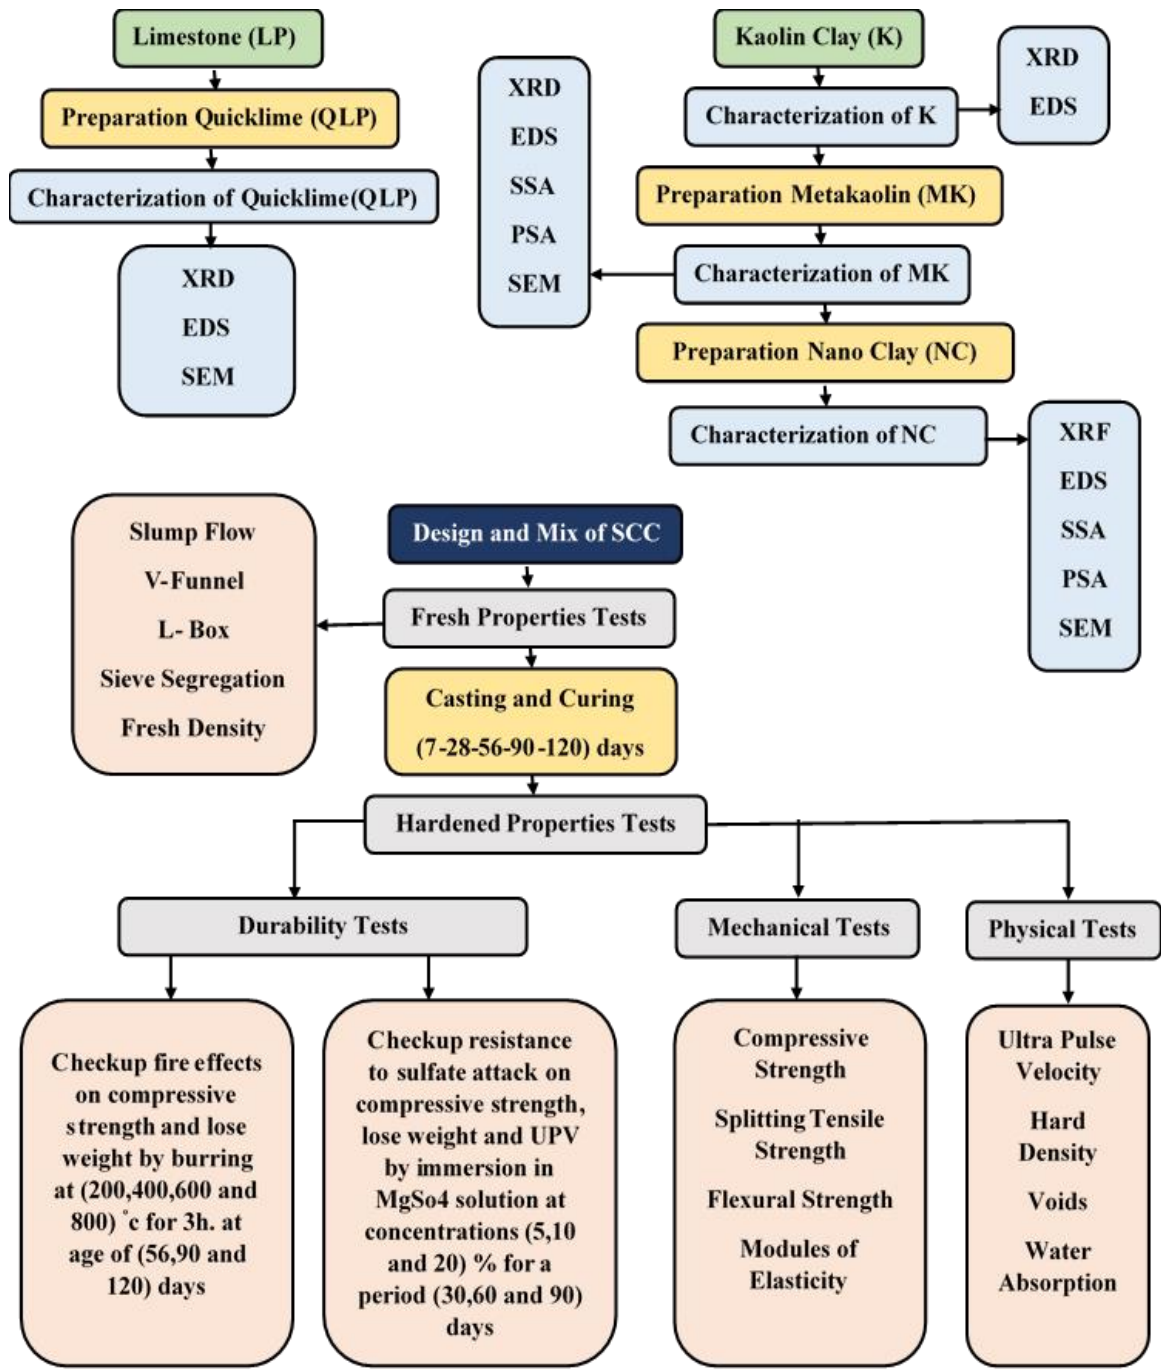 Limestone (LP)
Preparation Quicklime (QLP)
Characterization of Quicklime(QLP)
XRD
EDS
SEM
Kaolin Clay (K)
Characterization of K
XRD
EDS
Preparation Metakaolin (MK)
Characterization of MK
XRD
EDS
SSA
PSA
SEM
Preparation Nano Clay (NC)
Characterization of NC
XRF
EDS
SSA
PSA
SEM
Design and Mix of SCC
Fresh Properties Tests
Slump Flow
V-Funnel
L- Box
Sieve Segregation
Fresh Density
Casting and Curing
(7-28-56-90-120) days
Hardened Properties Tests
Durability Tests
Checkup fire effects
on compressive
strength and lose
weight by burring
at (200,400,600 and
800) °c for 3h. at
age of (56,90 and
120) days
Checkup resistance
to sulfate attack on
compressive strength,
lose weight and UPV
by immersion in
MgSo4 solution at
concentrations (5,10
and 20) % for a
period (30,60 and 90)
days
Mechanical Tests
Compressive
Strength
Splitting Tensile
Strength
Flexural Strength
Modules of
Elasticity
Physical Tests
Ultra Pulse
Velocity
Hard
Density
Voids
Water
Absorption